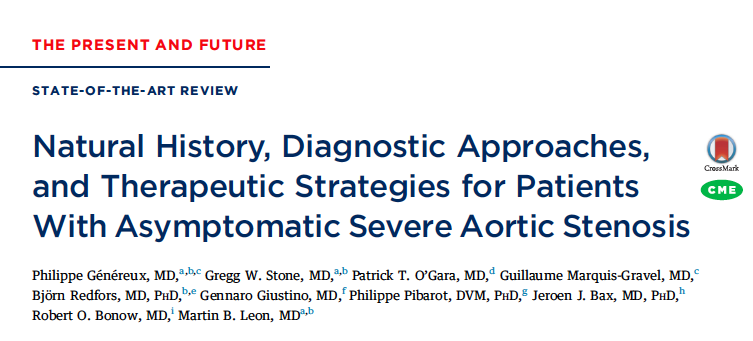 THE PRESENT AND FUTURE
STATE-OF-THE-ART REVIEW
Natural History, Diagnostic Approaches,
and Therapeutic Strategies for Patients
With Asymptomatic Severe Aortic Stenosis
CrossMark
CME
Philippe Généreux, MD,a,b,c Gregg W. Stone, MD,a,b Patrick T. O'Gara, MD,d Guillaume Marquis-Gravel, MD,c
Björn Redfors, MD, PHD,b,e Gennaro Giustino, MD,f Philippe Pibarot, DVM, PHD,g Jeroen J. Bax, MD, PHD,h
Robert O. Bonow, MD,i Martin B. Leon, MDa,b